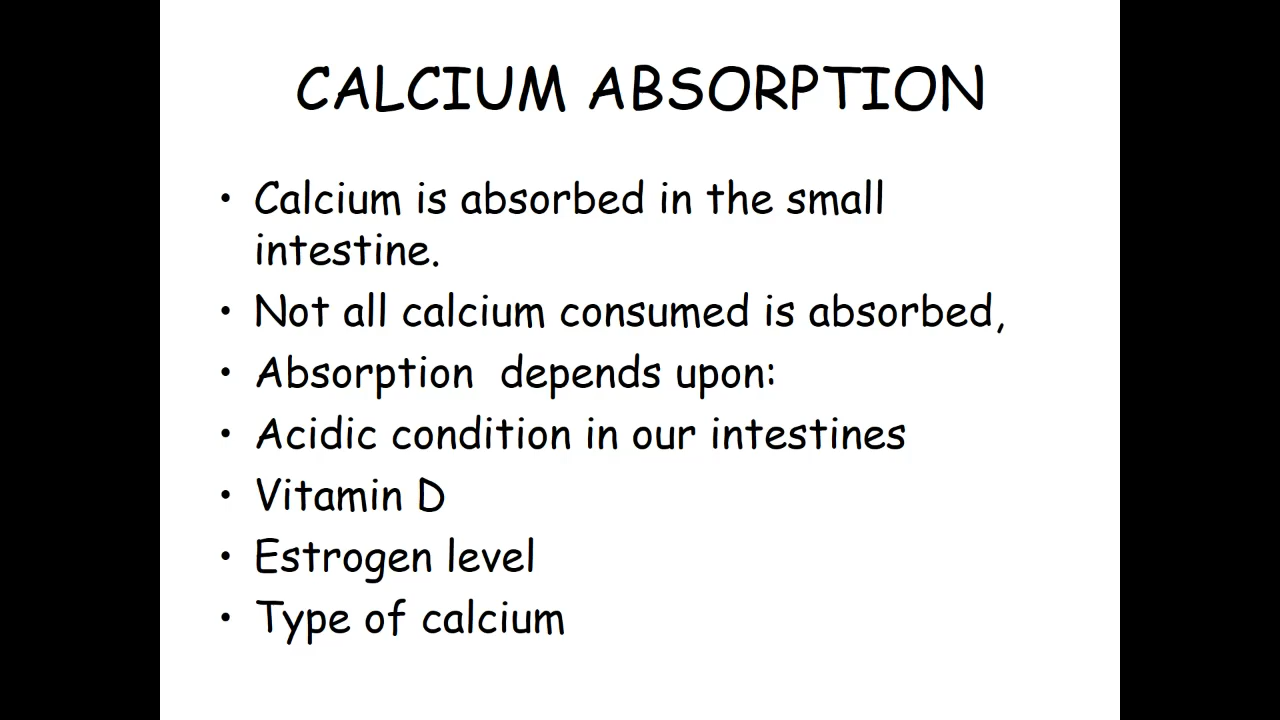 CALCIUM ABSORPTION
• Calcium is absorbed in the small
intestine.
• Not all calcium consumed is absorbed,
• Absorption  depends upon:
• Acidic condition in our intestines
• Vitamin D
• Estrogen level
• Type of calcium